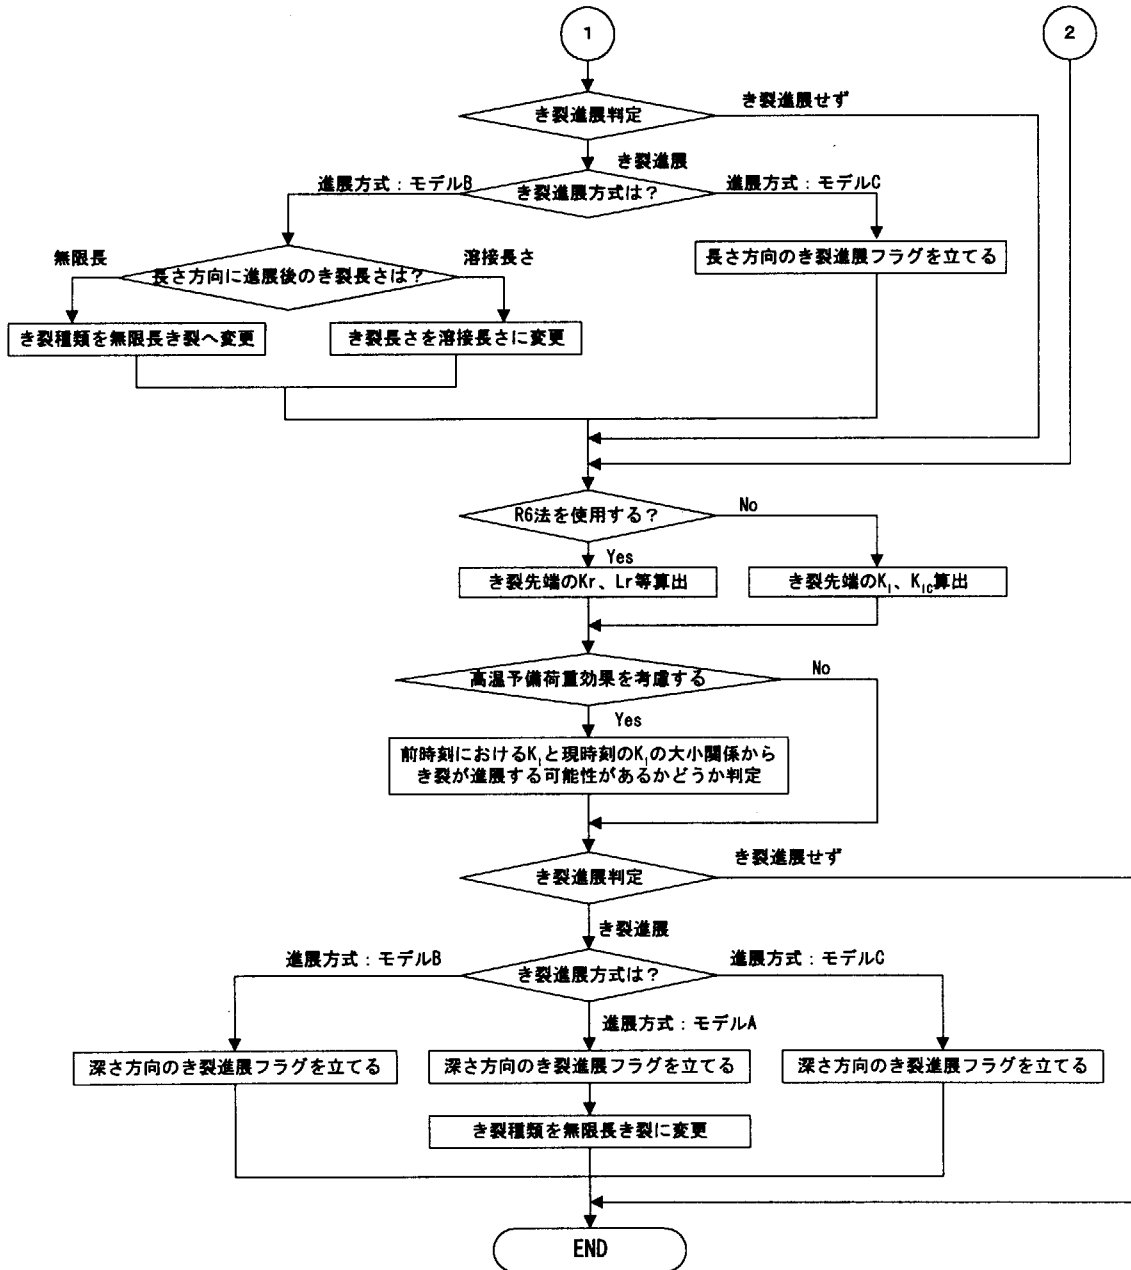 1
2
き裂進展判定
き裂進展せず
き裂進展
進展方式：モデルB
き裂進展方式は？
進展方式：モデルC
無限長
長さ方向に進展後のき裂長さは？
溶接長さ
長さ方向のき裂進展フラグを立てる
き裂種類を無限長き裂へ変更
き裂長さを溶接長さに変更
R6法を使用する？
No
Yes
き裂先端のKr、Lr等算出
き裂先端のKI、KIC算出
高温予備荷重効果を考慮する
No
Yes
前時刻におけるKIと現時刻のKIの大小関係から
き裂が進展する可能性があるかどうか判定
き裂進展判定
き裂進展せず
き裂進展
進展方式：モデルB
き裂進展方式は？
進展方式：モデルC
進展方式：モデルA
深さ方向のき裂進展フラグを立てる
深さ方向のき裂進展フラグを立てる
深さ方向のき裂進展フラグを立てる
き裂種類を無限長き裂に変更
END